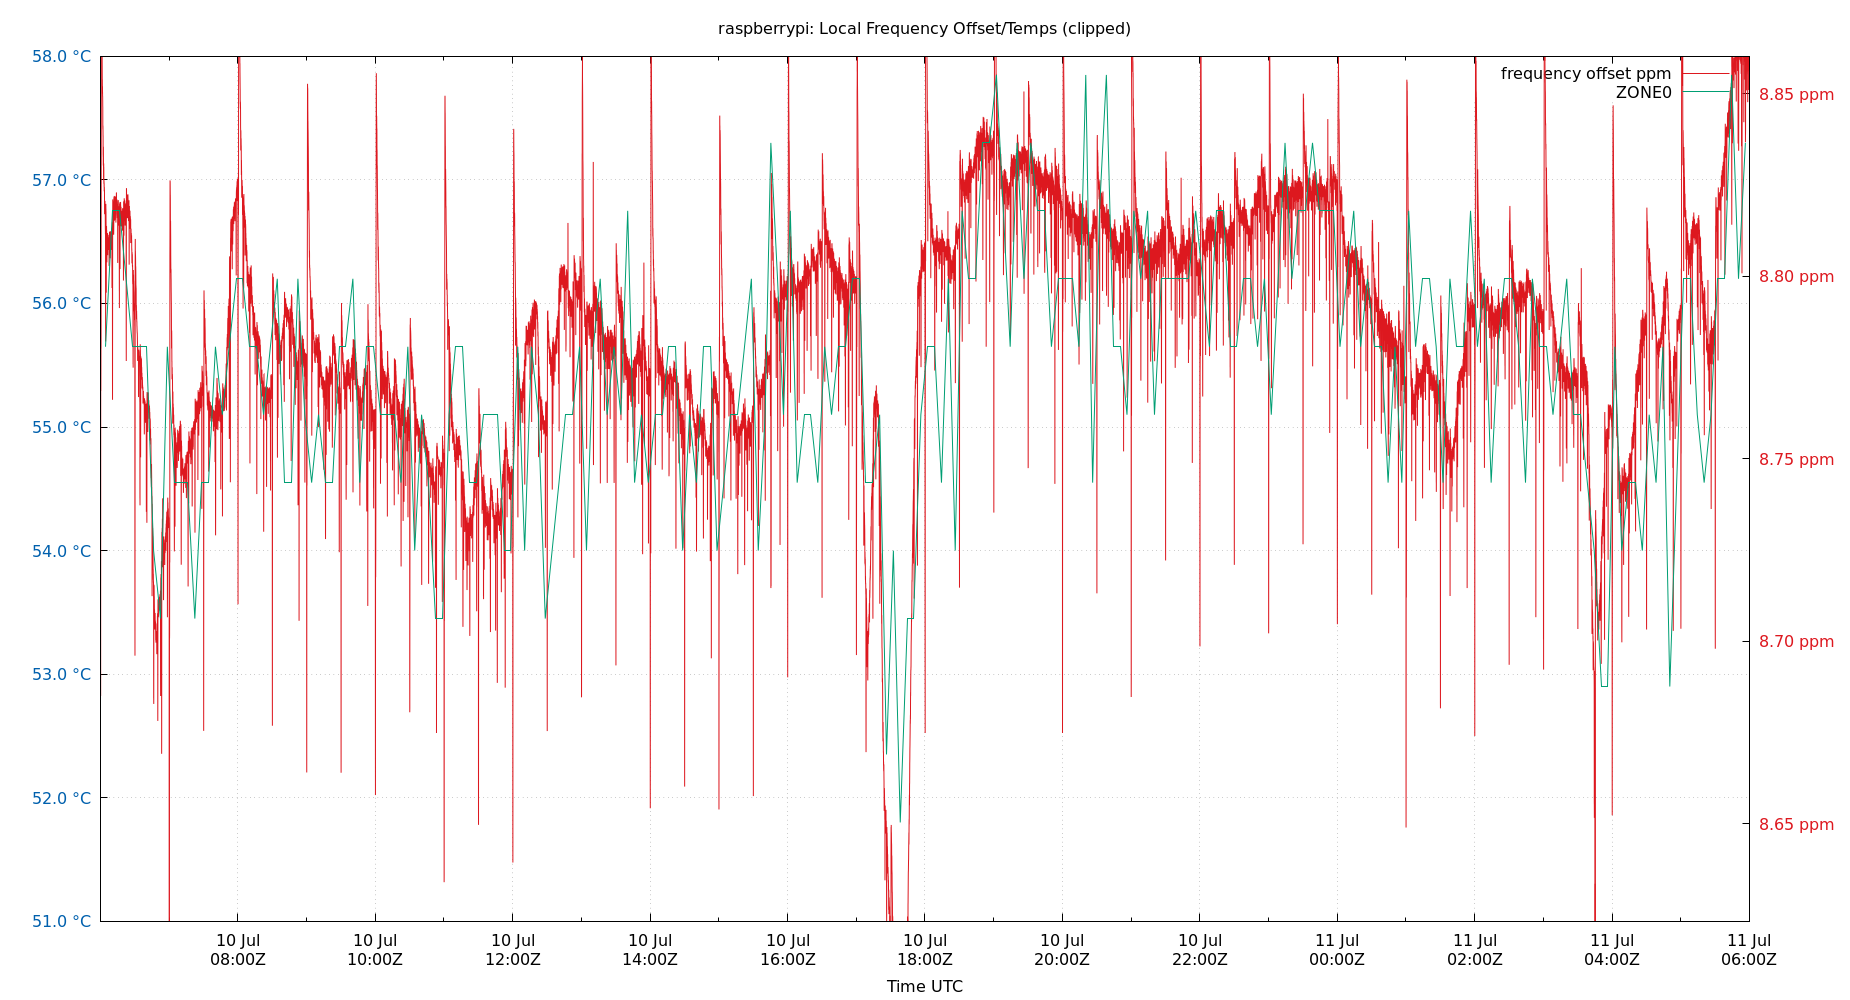 raspberrypi: Local Frequency Offset/Temps (clipped)
58.0 °C
57.0 °C
56.0 °C
55.0 °C
54.0 °C
53.0 °C
52.0 °C
51.0 °C
frequency offset ppm
ZONE0
8.85 ppm
8.80 ppm
8.75 ppm
8.70 ppm
8.65 ppm
10 Jul
08:00Z
10 Jul
10:00Z
10 Jul
12:00Z
10 Jul
14:00Z
10 Jul
16:00Z
10 Jul
18:00Z
10 Jul
20:00Z
10 Jul
22:00Z
11 Jul
00:00Z
11 Jul
02:00Z
11 Jul
04:00Z
11 Jul
06:00Z
Time UTC